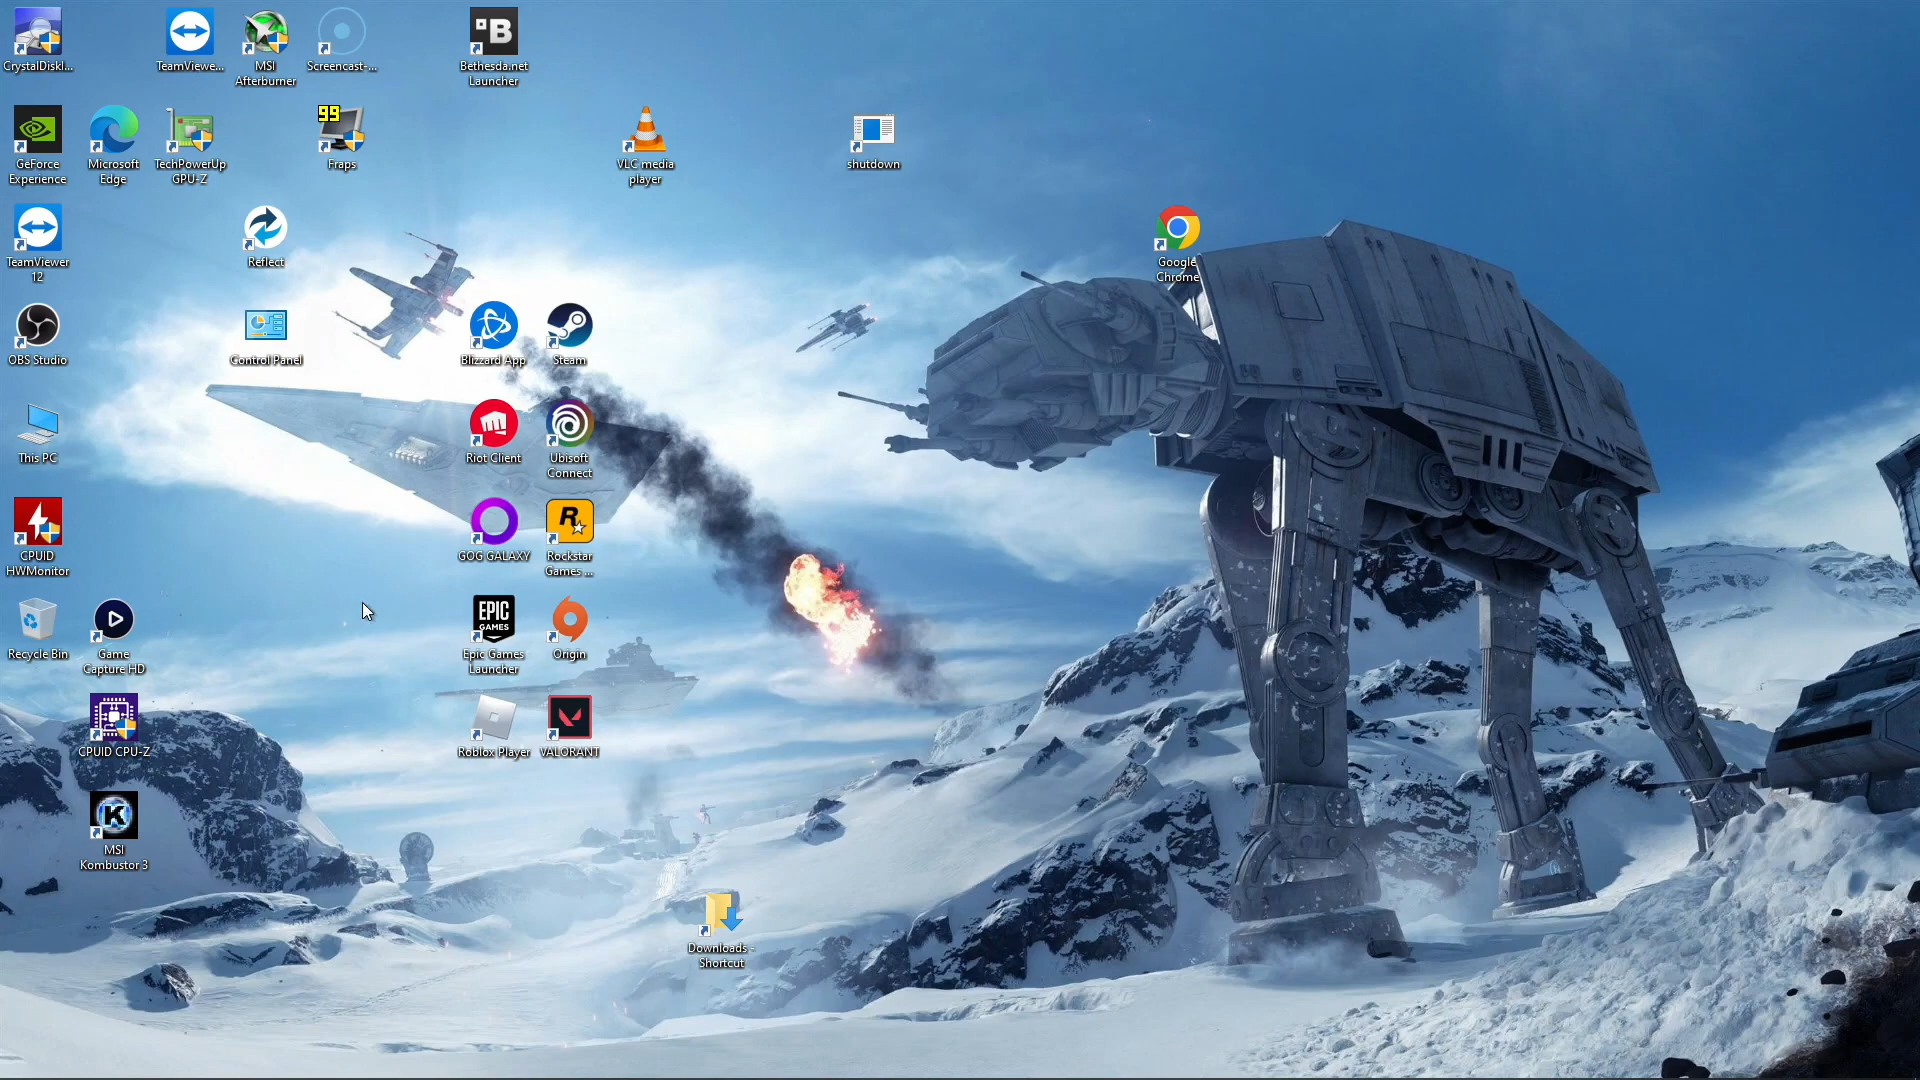 CrystalDiskI...
TeamViewe...
MSI
Afterburner
Screencast-...
B
Bethesda.net
Launcher
GeForce
Experience
Microsoft
Edge
TechPowerUp
GPU-Z
99
Fraps
VLC media
player
shutdown
TeamViewer
12
Reflect
Google
Chrome
OBS Studio
Control Panel
Blizzard App
Steam
This PC
Riot Client
Ubisoft
Connect
CPUID
HWMonitor
GOG GALAXY
R
Rockstar
Games ...
Recycle Bin
Game
Capture HD
EPIC
GAMES
Epic Games
Launcher
Origin
CPUID CPU-Z
Roblox Player
VALORANT
K
MSI
Kombustor 3
Downloads -
Shortcut